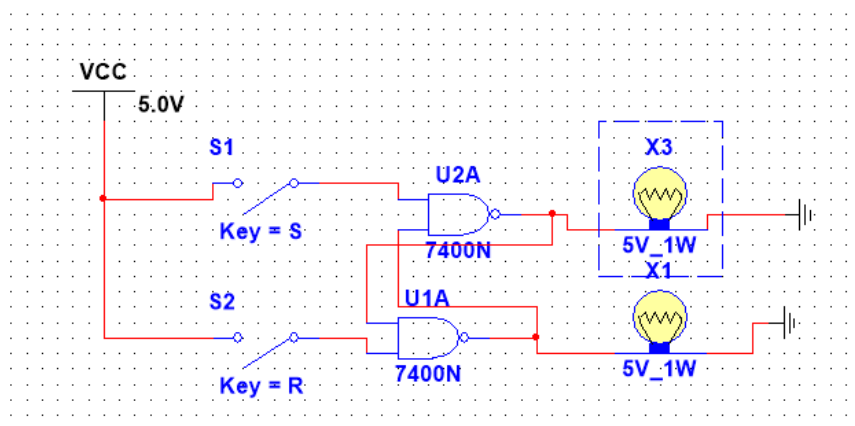 VCC
5.0V
S1
Key = S
U2A
7400N
X3
5V_1W
S2
Key = R
U1A
7400N
X1
5V_1W